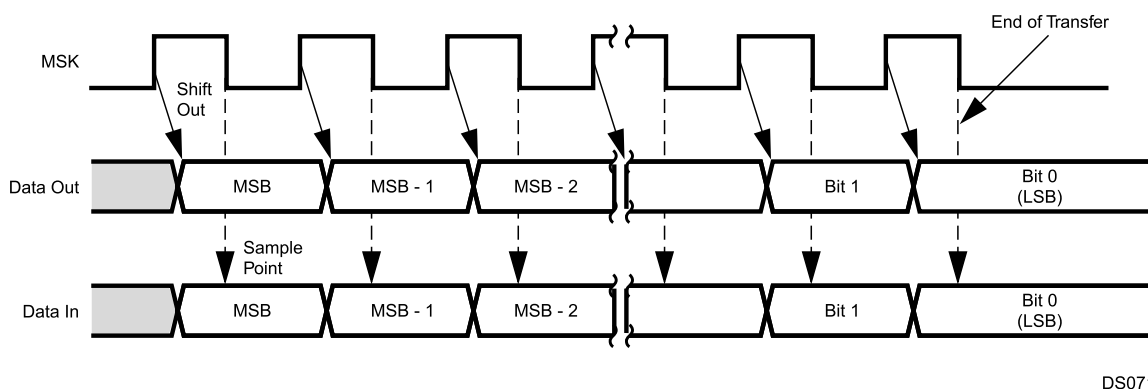 End of Transfer
MSK
Shift
Out
Data Out
MSB
MSB - 1
MSB - 2
Bit 1
Bit 0
(LSB)
Sample
Point
Data In
MSB
MSB - 1
MSB - 2
Bit 1
Bit 0
(LSB)
DS07